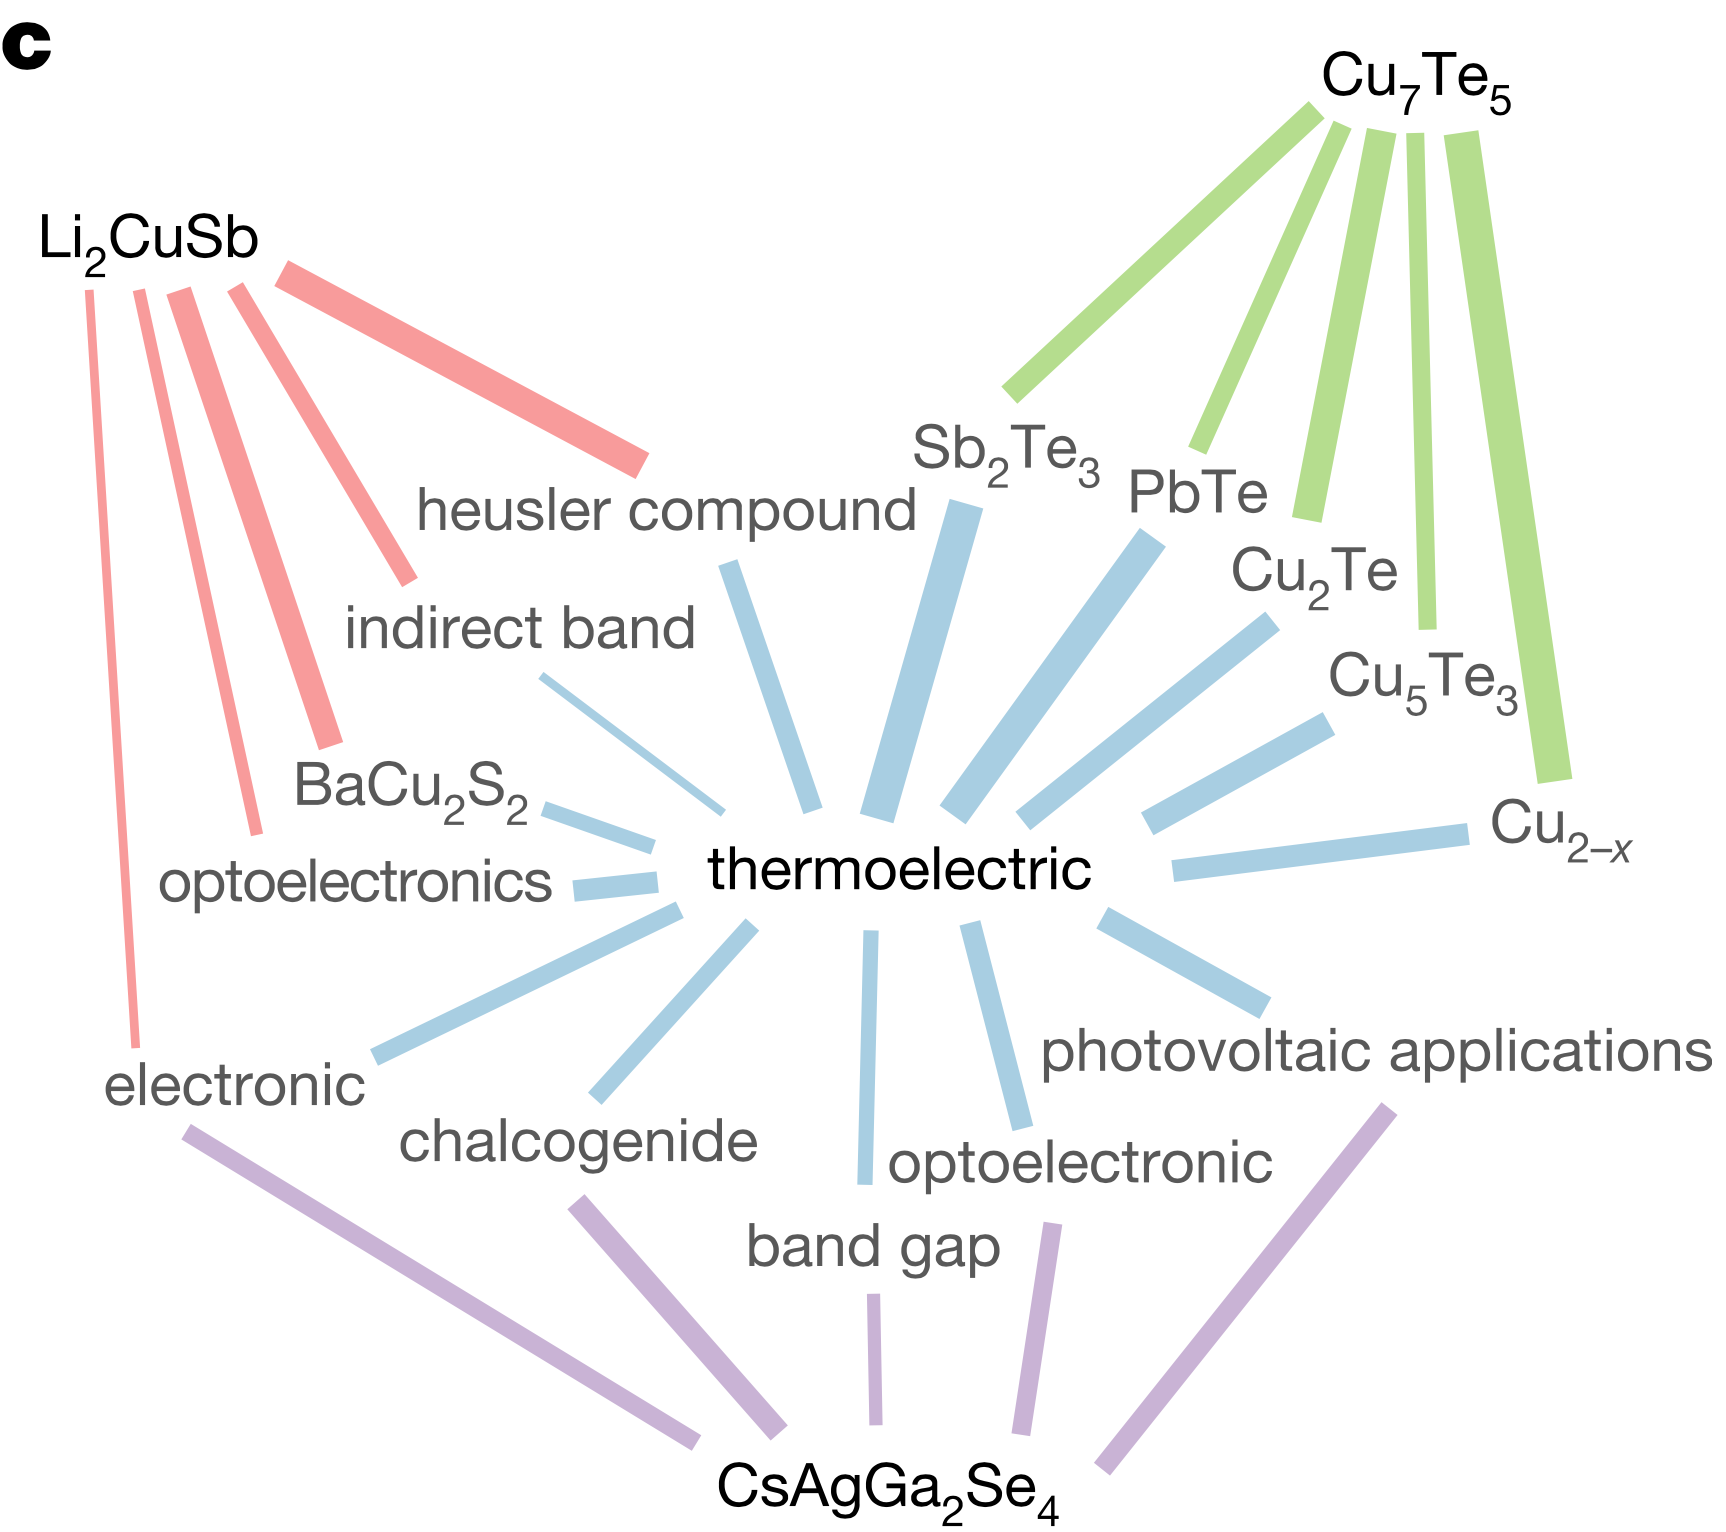 c
Cu₇Te₅
Li₂CuSb
Sb₂Te₃
PbTe
heusler compound
Cu₂Te
indirect band
Cu₅Te₃
BaCu₂S₂
Cu₂₋ₓ
thermoelectric
optoelectronics
photovoltaic applications
electronic
chalcogenide
optoelectronic
band gap
CsAgGa₂Se₄